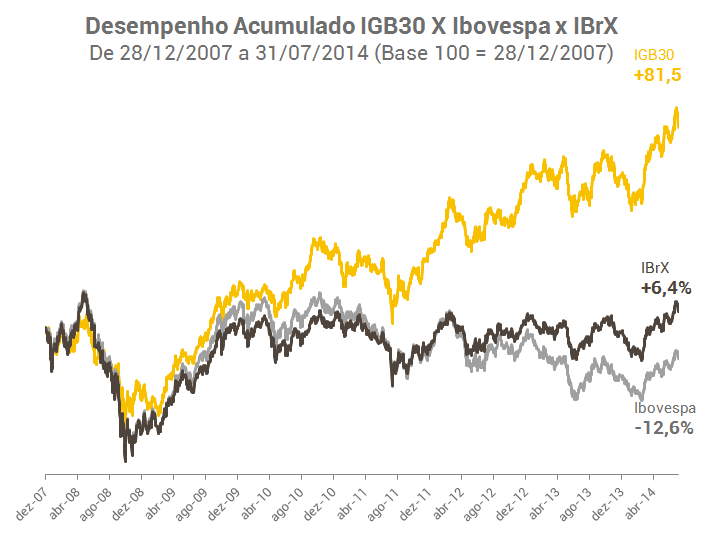 Desempenho Acumulado IGB30 X Ibovespa x IBrX
De 28/12/2007 a 31/07/2014 (Base 100 = 28/12/2007)
IGB30
+81,5
IBrX
+6,4%
Ibovespa
-12,6%
dez-07
abr-08
ago-08
dez-08
abr-09
ago-09
dez-09
abr-10
ago-10
dez-10
abr-11
ago-11
dez-11
abr-12
ago-12
dez-12
abr-13
ago-13
dez-13
abr-14